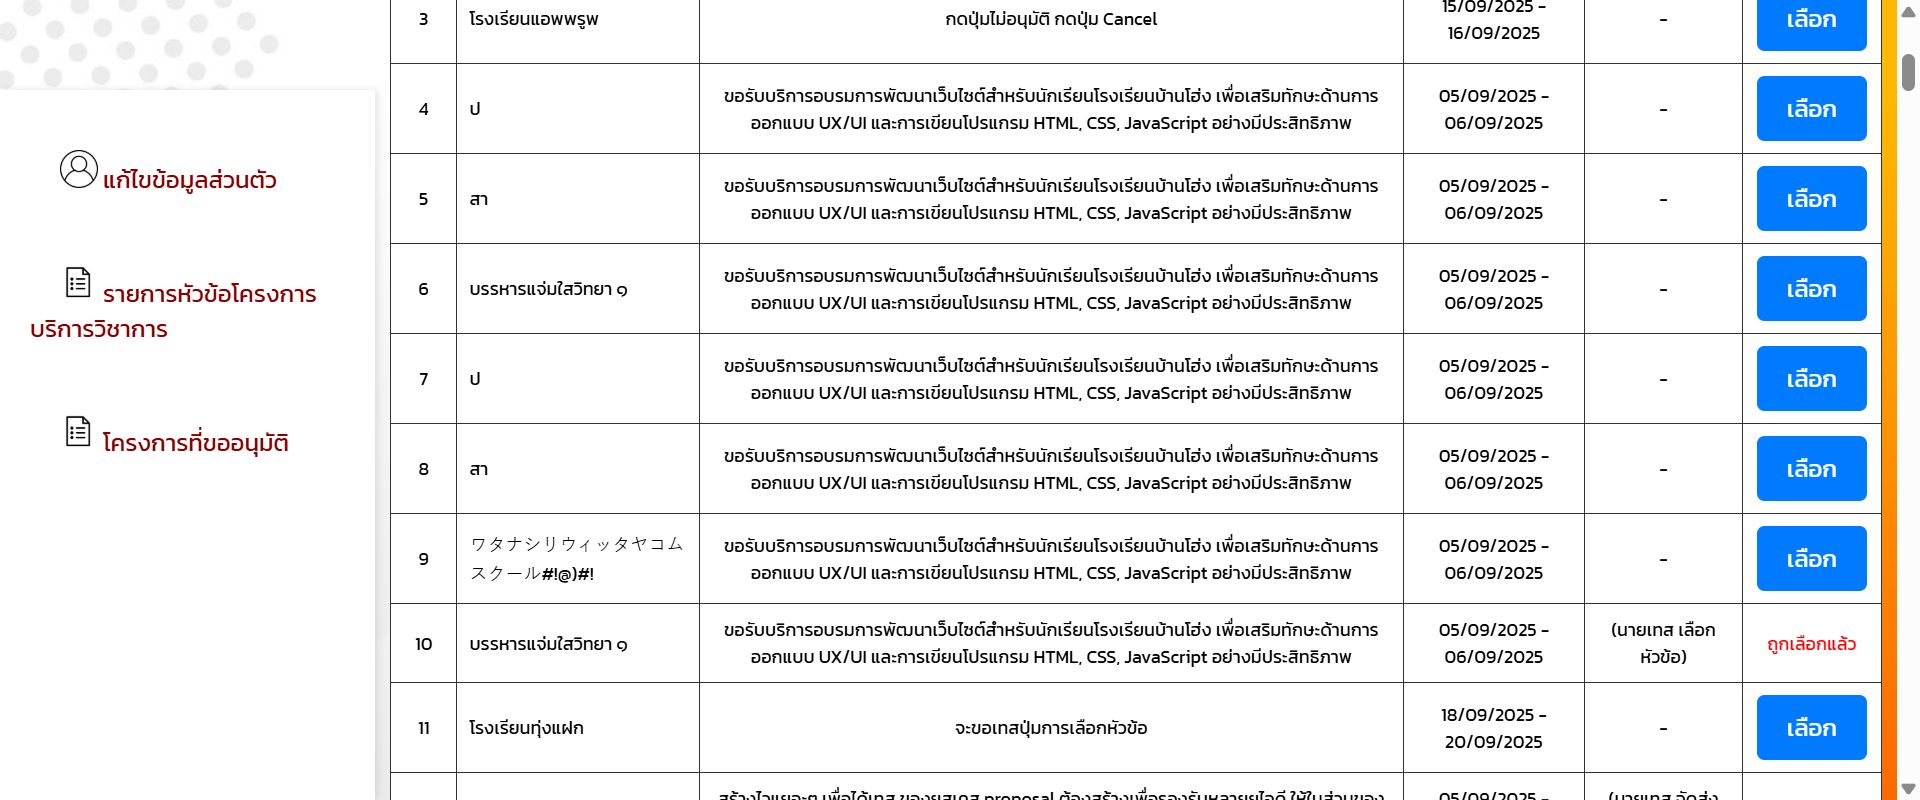 แก้ไขข้อมูลส่วนตัว
รายการหัวข้อโครงการ
บริการวิชาการ
โครงการที่ขออนุมัติ
3 โรงเรียนแอพพรูพ กดปุ่มไม่อนุมัติ กดปุ่ม Cancel 15/09/2025 - - เลือก
16/09/2025
4 ป ขอรับบริการอบรมการพัฒนาเว็บไซต์สำหรับนักเรียนโรงเรียนบ้านโฮ่ง เพื่อเสริมทักษะด้านการ 05/09/2025 - - เลือก
ออกแบบ UX/UI และการเขียนโปรแกรม HTML, CSS, JavaScript อย่างมีประสิทธิภาพ 06/09/2025
5 สา ขอรับบริการอบรมการพัฒนาเว็บไซต์สำหรับนักเรียนโรงเรียนบ้านโฮ่ง เพื่อเสริมทักษะด้านการ 05/09/2025 - - เลือก
ออกแบบ UX/UI และการเขียนโปรแกรม HTML, CSS, JavaScript อย่างมีประสิทธิภาพ 06/09/2025
6 บรรหารแจ่มใสวิทยา ๑ ขอรับบริการอบรมการพัฒนาเว็บไซต์สำหรับนักเรียนโรงเรียนบ้านโฮ่ง เพื่อเสริมทักษะด้านการ 05/09/2025 - - เลือก
ออกแบบ UX/UI และการเขียนโปรแกรม HTML, CSS, JavaScript อย่างมีประสิทธิภาพ 06/09/2025
7 ป ขอรับบริการอบรมการพัฒนาเว็บไซต์สำหรับนักเรียนโรงเรียนบ้านโฮ่ง เพื่อเสริมทักษะด้านการ 05/09/2025 - - เลือก
ออกแบบ UX/UI และการเขียนโปรแกรม HTML, CSS, JavaScript อย่างมีประสิทธิภาพ 06/09/2025
8 สา ขอรับบริการอบรมการพัฒนาเว็บไซต์สำหรับนักเรียนโรงเรียนบ้านโฮ่ง เพื่อเสริมทักษะด้านการ 05/09/2025 - - เลือก
ออกแบบ UX/UI และการเขียนโปรแกรม HTML, CSS, JavaScript อย่างมีประสิทธิภาพ 06/09/2025
9 ワタナシリウィッタヤコム ขอรับบริการอบรมการพัฒนาเว็บไซต์สำหรับนักเรียนโรงเรียนบ้านโฮ่ง เพื่อเสริมทักษะด้านการ 05/09/2025 - - เลือก
スクール#!@)#! ออกแบบ UX/UI และการเขียนโปรแกรม HTML, CSS, JavaScript อย่างมีประสิทธิภาพ 06/09/2025
10 บรรหารแจ่มใสวิทยา ๑ ขอรับบริการอบรมการพัฒนาเว็บไซต์สำหรับนักเรียนโรงเรียนบ้านโฮ่ง เพื่อเสริมทักษะด้านการ 05/09/2025 - (นายเทส เลือก ถูกเลือกแล้ว
ออกแบบ UX/UI และการเขียนโปรแกรม HTML, CSS, JavaScript อย่างมีประสิทธิภาพ 06/09/2025 หัวข้อ)
11 โรงเรียนทุ่งแฝก จะขอเทสปุ่มการเลือกหัวข้อ 18/09/2025 - - เลือก
20/09/2025
proposal 05/09/2025 -